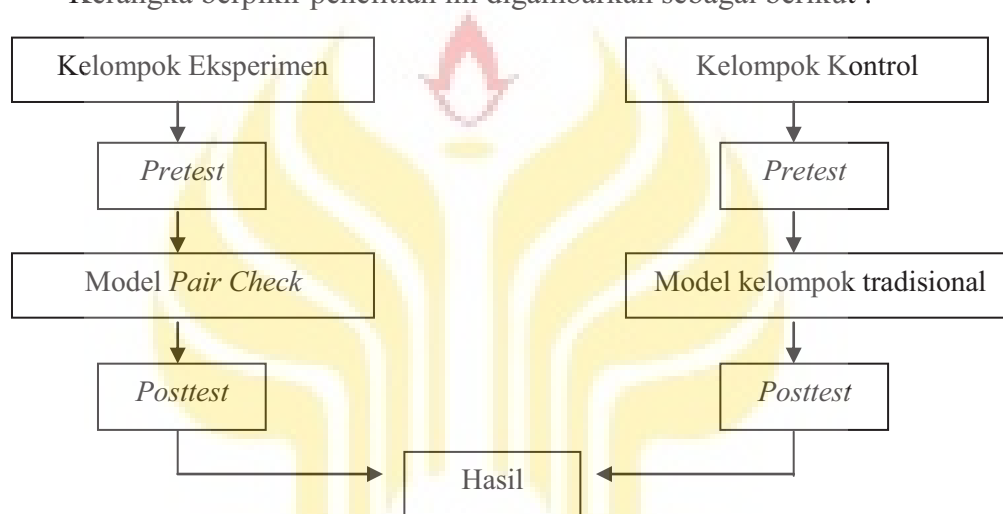 Kerangka berpikir penelitian ini digambarkan sebagai berikut :
Kelompok Eksperimen
Kelompok Kontrol
Pretest
Pretest
Model Pair Check
Model kelompok tradisional
Posttest
Posttest
Hasil